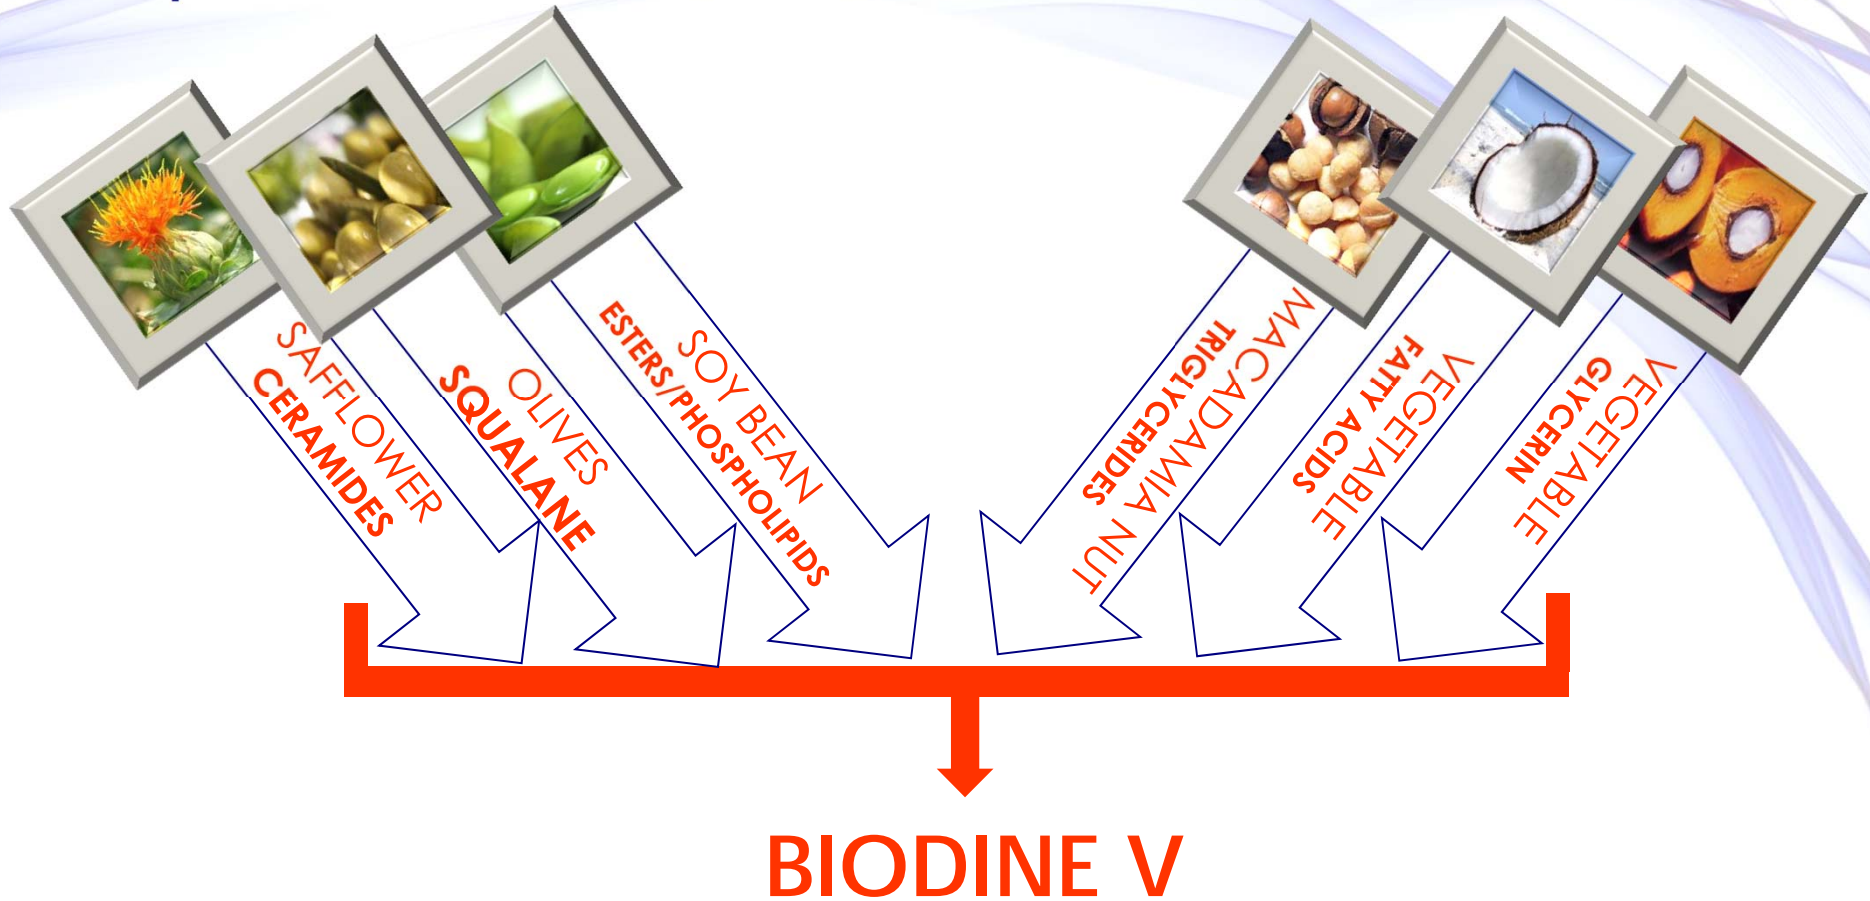 SAFFLOWER
CERAMIDES
OLIVES
SQUALANE
SOY BEAN
ESTERS/PHOSPHOLIPIDS
MACADAMIA NUT
TRIGLYCERIDES
VEGETABLE
FATTY ACIDS
VEGETABLE
GLYCERIN
BIODINE V